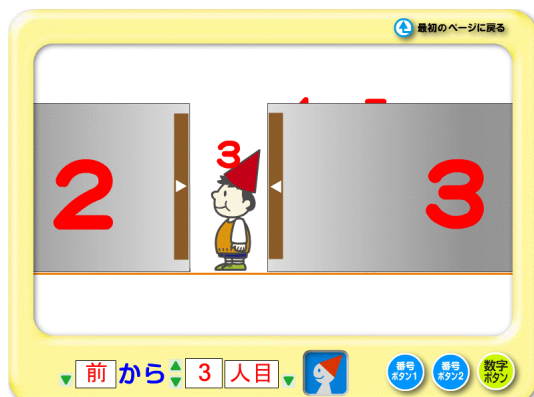 最初のページに戻る
3
2
3
前 から 3 人目
番号ボタン1
番号ボタン2
数字ボタン